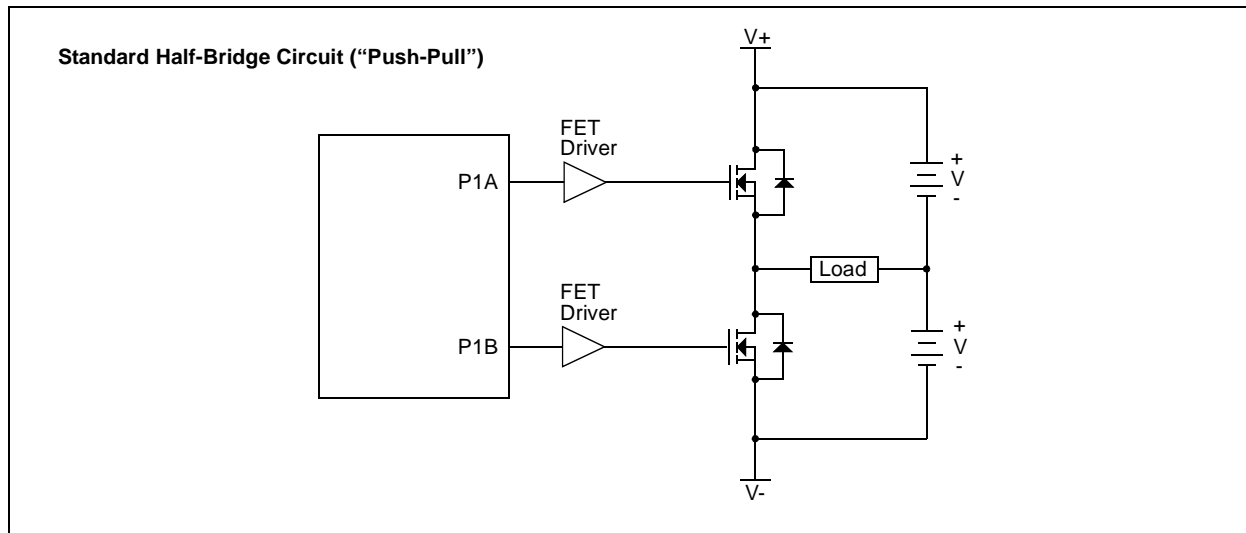 Standard Half-Bridge Circuit (“Push-Pull”)
V+
FET
Driver
P1A
+
V
-
Load
FET
Driver
P1B
+
V
-
V-